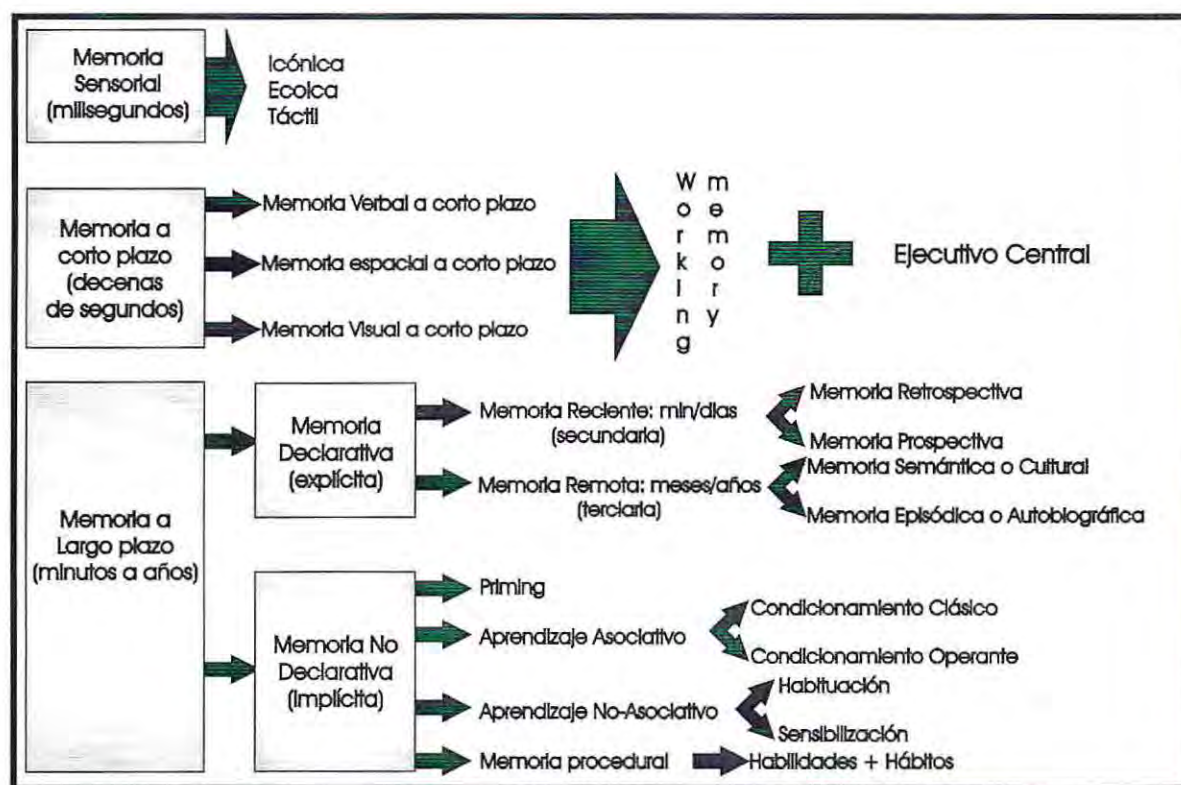 Memoria
Sensorial
(milisegundos)
Icónica
Ecoica
Táctil
Memoria a
corto plazo
(decenas
de segundos)
Memoria Verbal a corto plazo
Memoria espacial a corto plazo
Memoria Visual a corto plazo
Working
memory
Ejecutivo Central
Memoria a
Largo plazo
(minutos a años)
Memoria
Declarativa
(explícita)
Memoria Reciente: min/dias
(secundaria)
Memoria Retrospectiva
Memoria Prospectiva
Memoria Remota: meses/años
(terciaria)
Memoria Semántica o Cultural
Memoria Episódica o Autobiográfica
Memoria No
Declarativa
(implícita)
Priming
Aprendizaje Asociativo
Condicionamiento Clásico
Condicionamiento Operante
Aprendizaje No-Asociativo
Habituación
Sensibilización
Memoria procedural
Habilidades + Hábitos